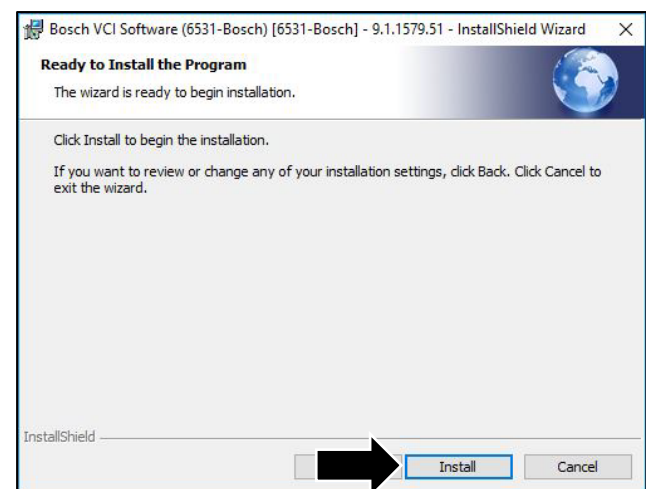 Bosch VCI Software (6531-Bosch) [6531-Bosch] - 9.1.1579.51 - InstallShield Wizard
Ready to Install the Program
The wizard is ready to begin installation.
Click Install to begin the installation.
If you want to review or change any of your installation settings, click Back. Click Cancel to
exit the wizard.
InstallShield
Install
Cancel